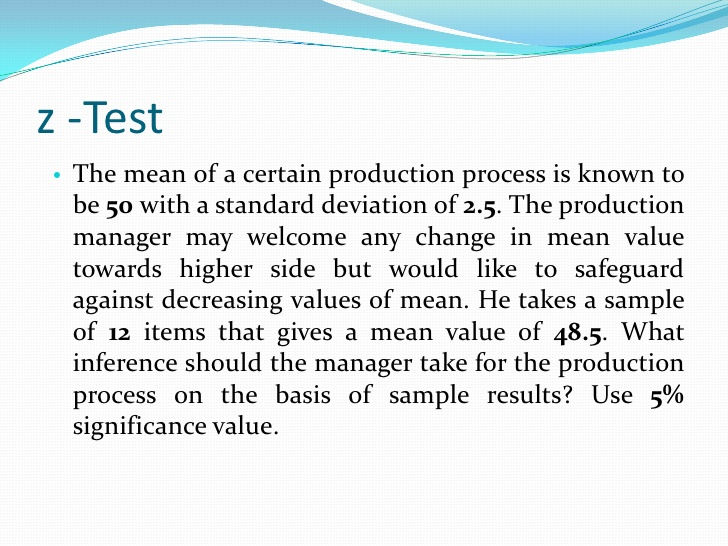 z -Test
• The mean of a certain production process is known to
be 50 with a standard deviation of 2.5. The production
manager may welcome any change in mean value
towards higher side but would like to safeguard
against decreasing values of mean. He takes a sample
of 12 items that gives a mean value of 48.5. What
inference should the manager take for the production
process on the basis of sample results? Use 5%
significance value.